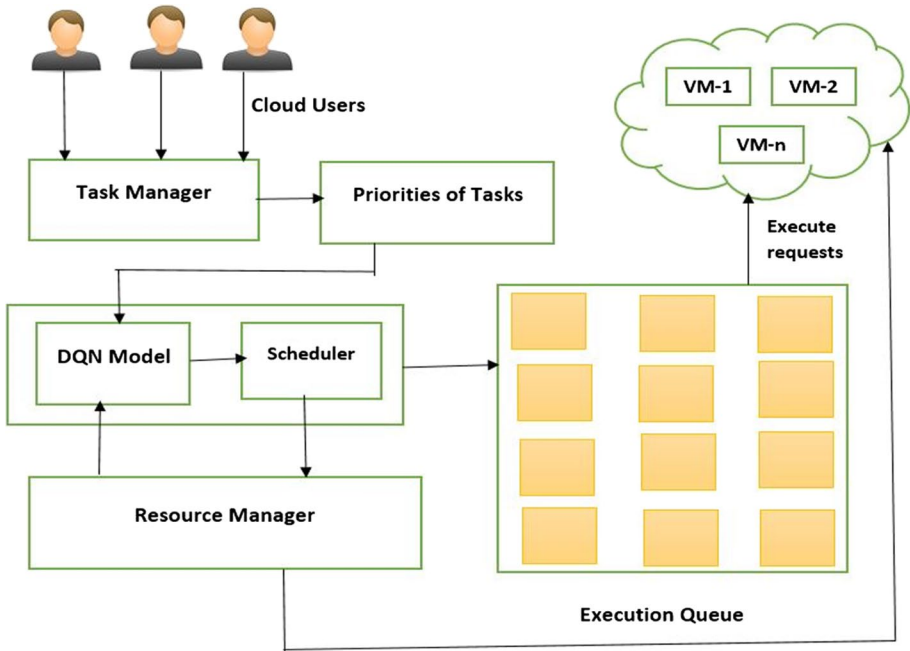 Cloud Users
Task Manager
Priorities of Tasks
DQN Model
Scheduler
Resource Manager
VM-1
VM-2
VM-n
Execute
requests
Execution Queue